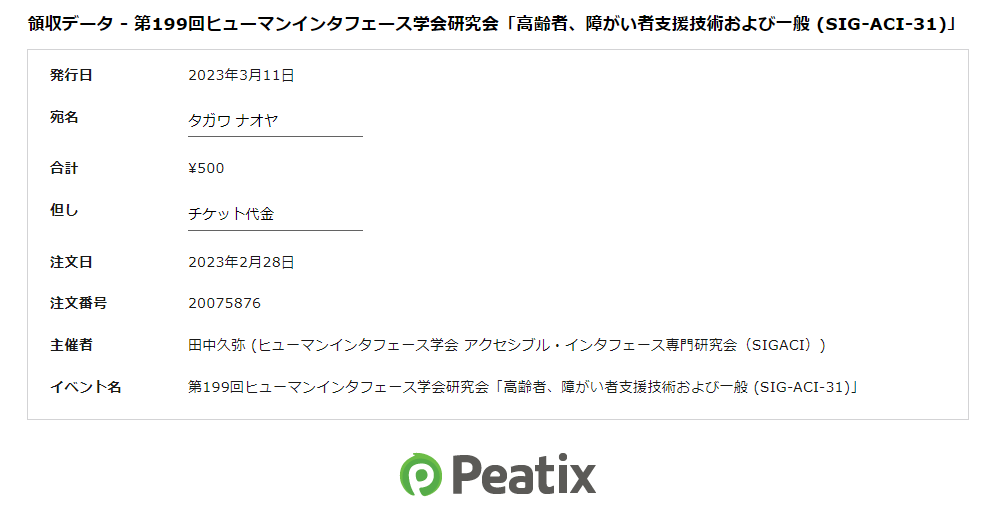 領収データ - 第199回ヒューマンインタフェース学会研究会「高齢者、障がい者支援技術および一般 (SIG-ACI-31)」
発行日 2023年3月11日
宛名 タガワ ナオヤ
合計 ¥500
但し チケット代金
注文日 2023年2月28日
注文番号 20075876
主催者 田中久弥 (ヒューマンインタフェース学会 アクセシブル・インタフェース専門研究会（SIGACI）)
イベント名 第199回ヒューマンインタフェース学会研究会「高齢者、障がい者支援技術および一般 (SIG-ACI-31)」
Peatix